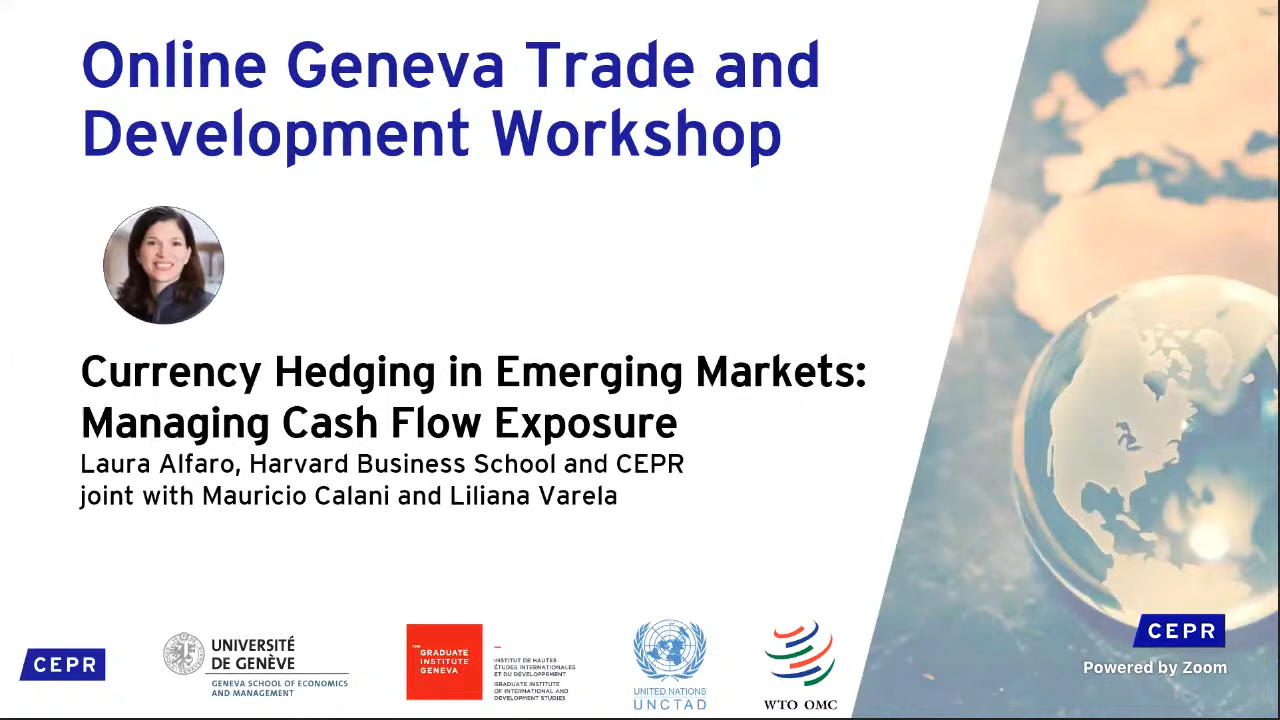 Online Geneva Trade and
Development Workshop
Currency Hedging in Emerging Markets:
Managing Cash Flow Exposure
Laura Alfaro, Harvard Business School and CEPR
joint with Mauricio Calani and Liliana Varela
CEPR
UNIVERSITÉ
DE GENÈVE
GENEVA SCHOOL OF ECONOMICS
AND MANAGEMENT
THE GRADUATE
INSTITUTE
GENEVA
INSTITUT DE HAUTES
ÉTUDES INTERNATIONALES
ET DU DÉVELOPPEMENT
GRADUATE INSTITUTE
OF INTERNATIONAL AND
DEVELOPMENT STUDIES
UNITED NATIONS
UNCTAD
WTO OMC
CEPR
Powered by Zoom